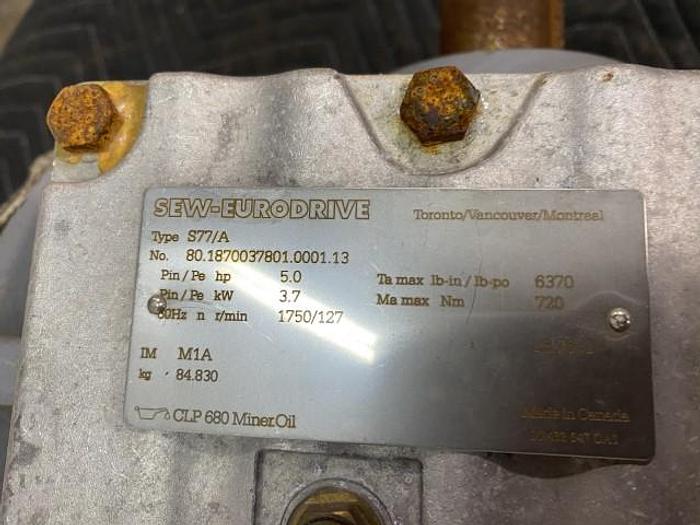 SEW-EURODRIVE Toronto/Vancouver/Montreal
Type S77/A
No. 80.1870037801.0001.13
Pin/Pe hp 5.0 Ta max lb-in/lb-po 6370
Pin/Pe kW 3.7 Ma max Nm 720
60Hz n r/min 1750/127
IM M1A
kg 84.830
CLP 680 Miner.Oil Made in Canada